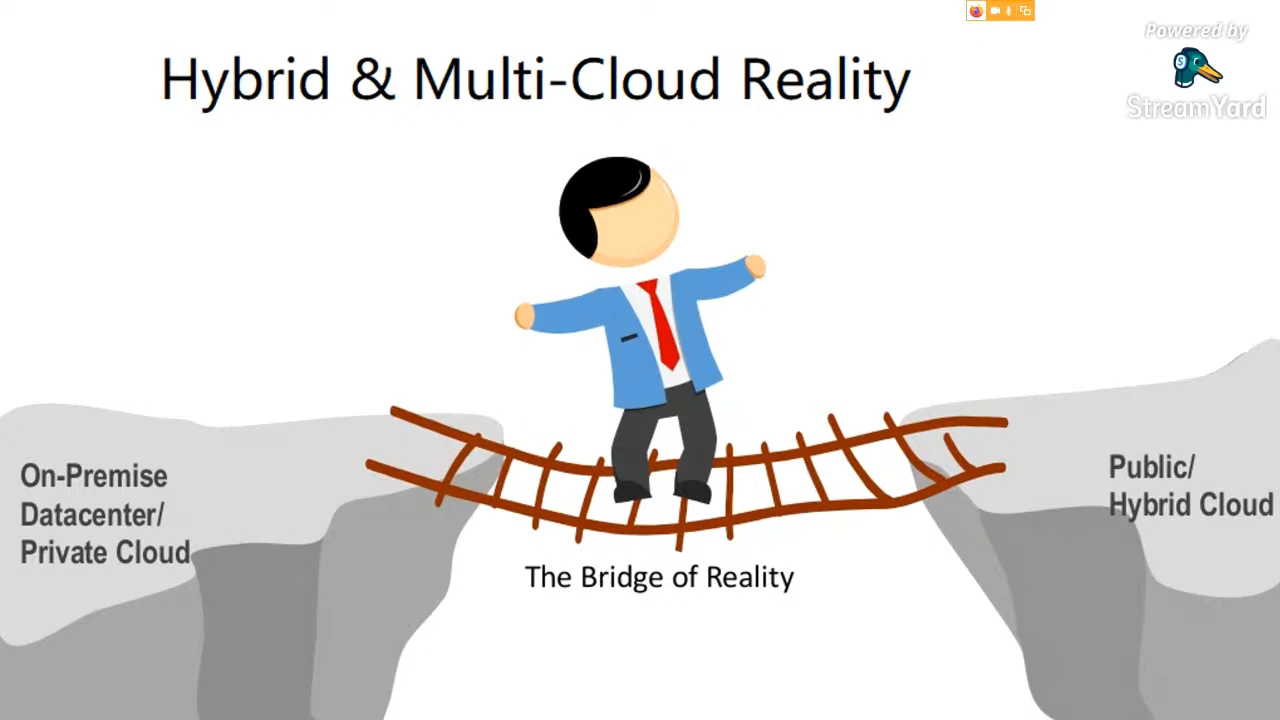 Hybrid & Multi-Cloud Reality
Powered by
S
StreamYard
On-Premise
Datacenter/
Private Cloud
Public/
Hybrid Cloud
The Bridge of Reality